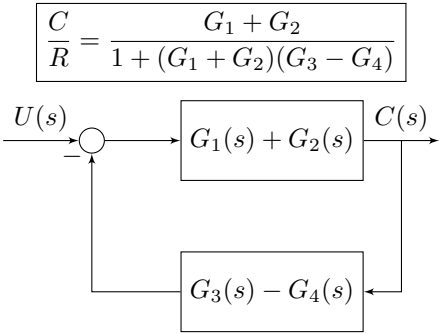 C/R = (G₁ + G₂)/(1 + (G₁ + G₂)(G₃ − G₄))
U(s)
C(s)
−
G₁(s) + G₂(s)
G₃(s) − G₄(s)